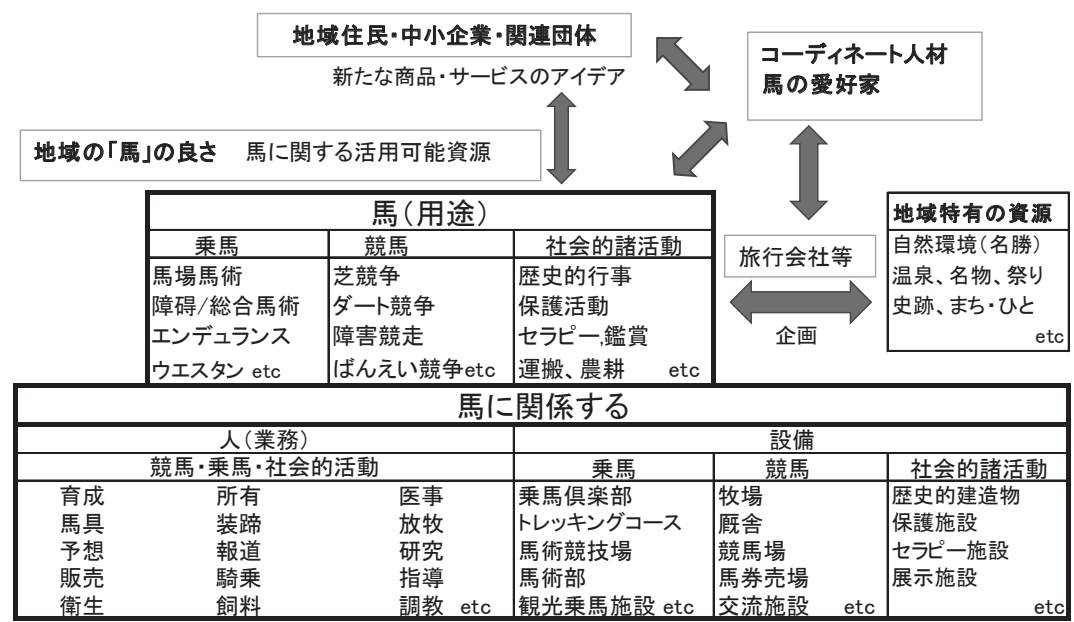 地域住民・中小企業・関連団体
新たな商品・サービスのアイデア
コーディネート人材
馬の愛好家
地域の「馬」の良さ 馬に関する活用可能資源
馬(用途)
乗馬 競馬 社会的諸活動
馬場馬術 芝競争 歴史的行事
障碍/総合馬術 ダート競争 保護活動
エンデュランス 障害競走 セラピー,鑑賞
ウエスタン etc ばんえい競争etc 運搬、農耕 etc
旅行会社等
企画
地域特有の資源
自然環境(名勝)
温泉、名物、祭り
史跡、まち・ひと
etc
馬に関係する
人(業務) 設備
競馬・乗馬・社会的活動 乗馬 競馬 社会的諸活動
育成 所有 医事 乗馬倶楽部 牧場 歴史的建造物
馬具 装蹄 放牧 トレッキングコース 厩舎 保護施設
予想 報道 研究 馬術競技場 競馬場 セラピー施設
販売 騎乗 指導 馬術部 馬券売場 展示施設
衛生 飼料 調教 etc 観光乗馬施設 etc 交流施設 etc etc